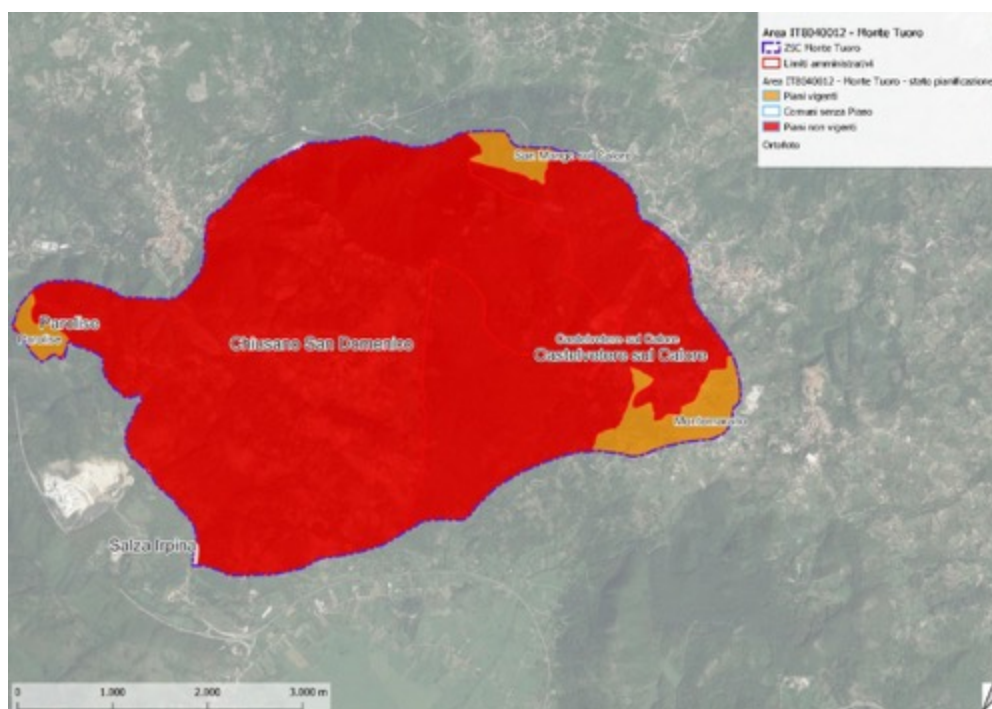 Area IT8040012 - Monte Tuoro
ZSC Monte Tuoro
Limiti amministrativi
Area IT8040012 - Monte Tuoro - stato pianificazione
Piani vigenti
Comuni senza Piano
Piani non vigenti
Ortofoto
San Mango sul Calore
Parolise
Parolise
Chiusano San Domenico
Castelvetere sul Calore
Castelvetere sul Calore
Montemarano
Salza Irpina
0 1.000 2.000 3.000 m